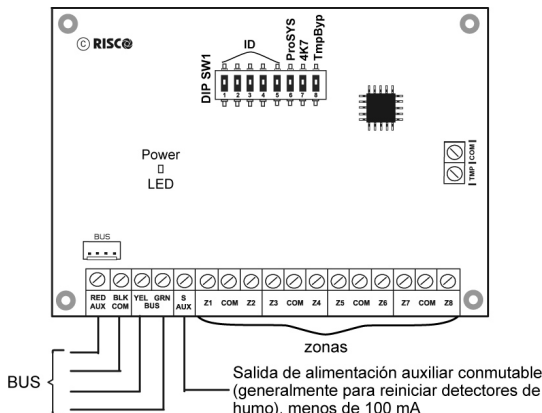 © RISCO
ID
DIP SW1
ProSYS
4K7
TmpByp
1 2 3 4 5 6 7 8
Power
LED
TMP | COM |
BUS
RED BLK YEL GRN S Z1 COM Z2 Z3 COM Z4 Z5 COM Z6 Z7 COM Z8
AUX COM BUS AUX
zonas
BUS
Salida de alimentación auxiliar conmutable
(generalmente para reiniciar detectores de
humo), menos de 100 mA